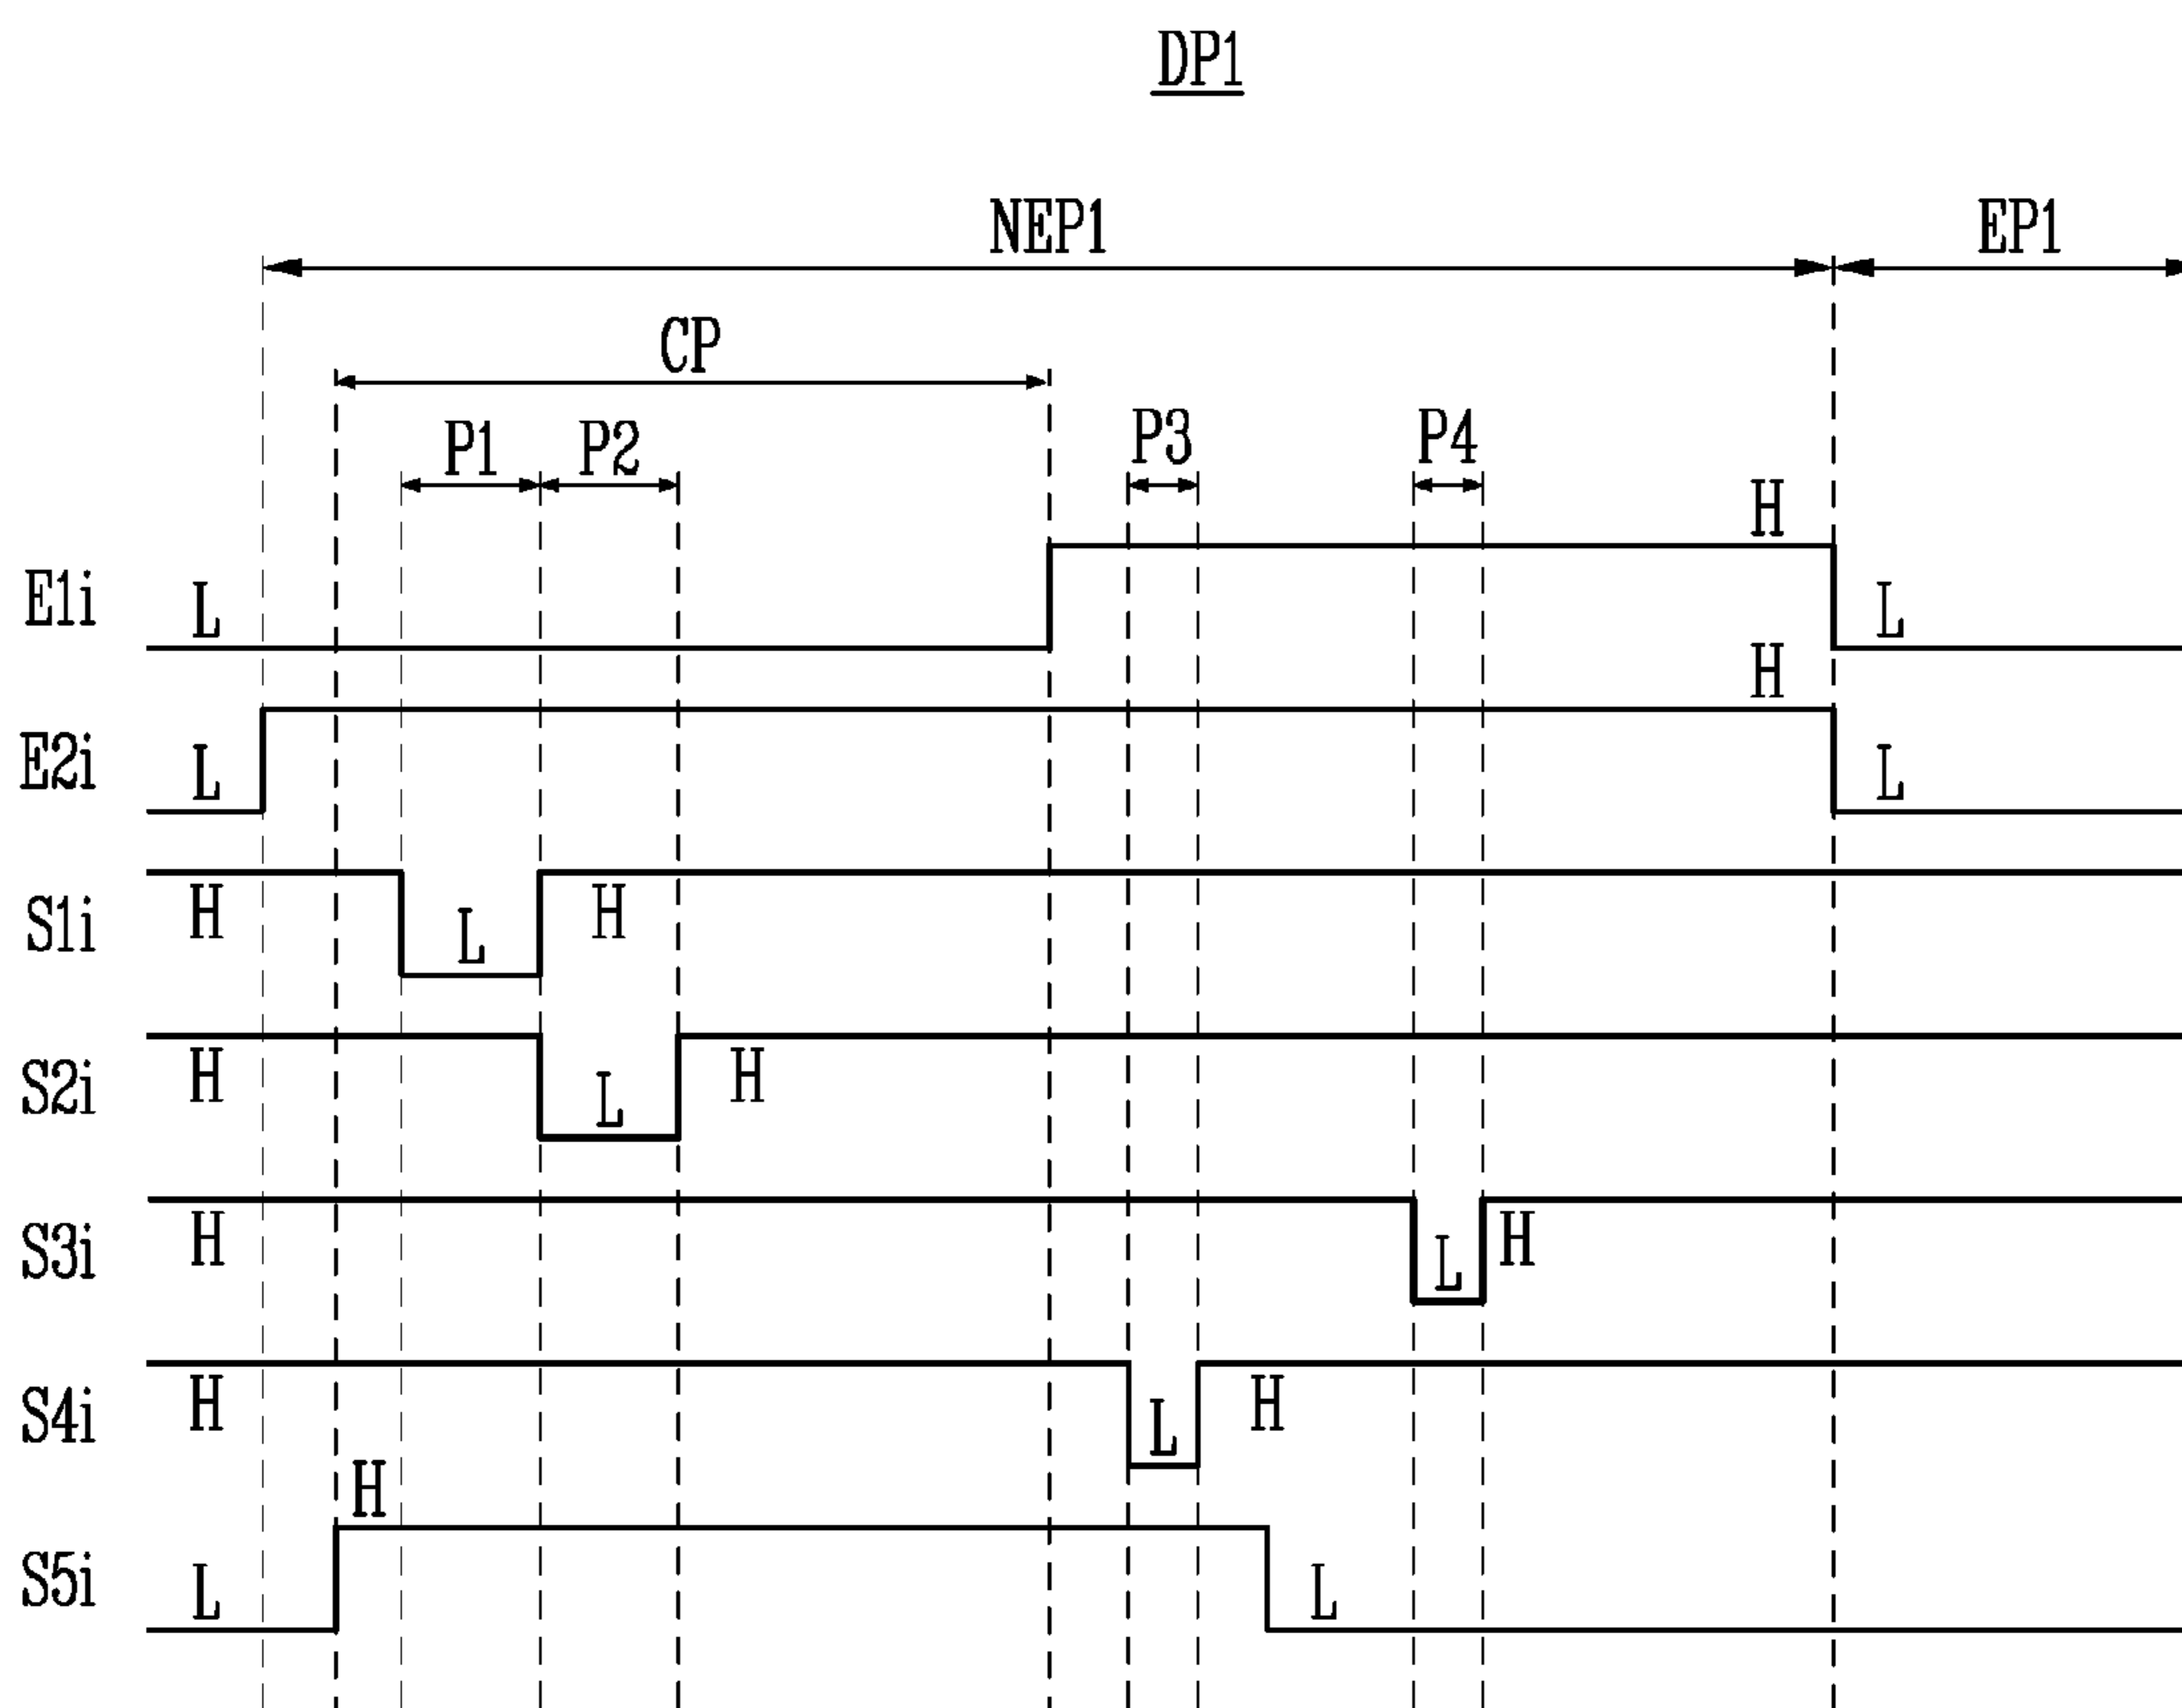 DP1
NEP1 EP1
CP
P1 P2 P3 P4
H
E1i L L
H
E2i L L
S1i H L H
S2i H L H
S3i H L H
S4i H L H
H
S5i L L